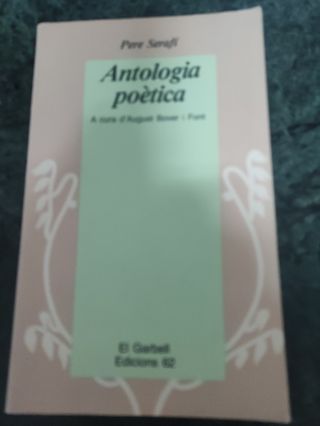 Pere Serafí
Antologia
poètica
A cura d'August Bover i Font
El Garbell
Edicions 62